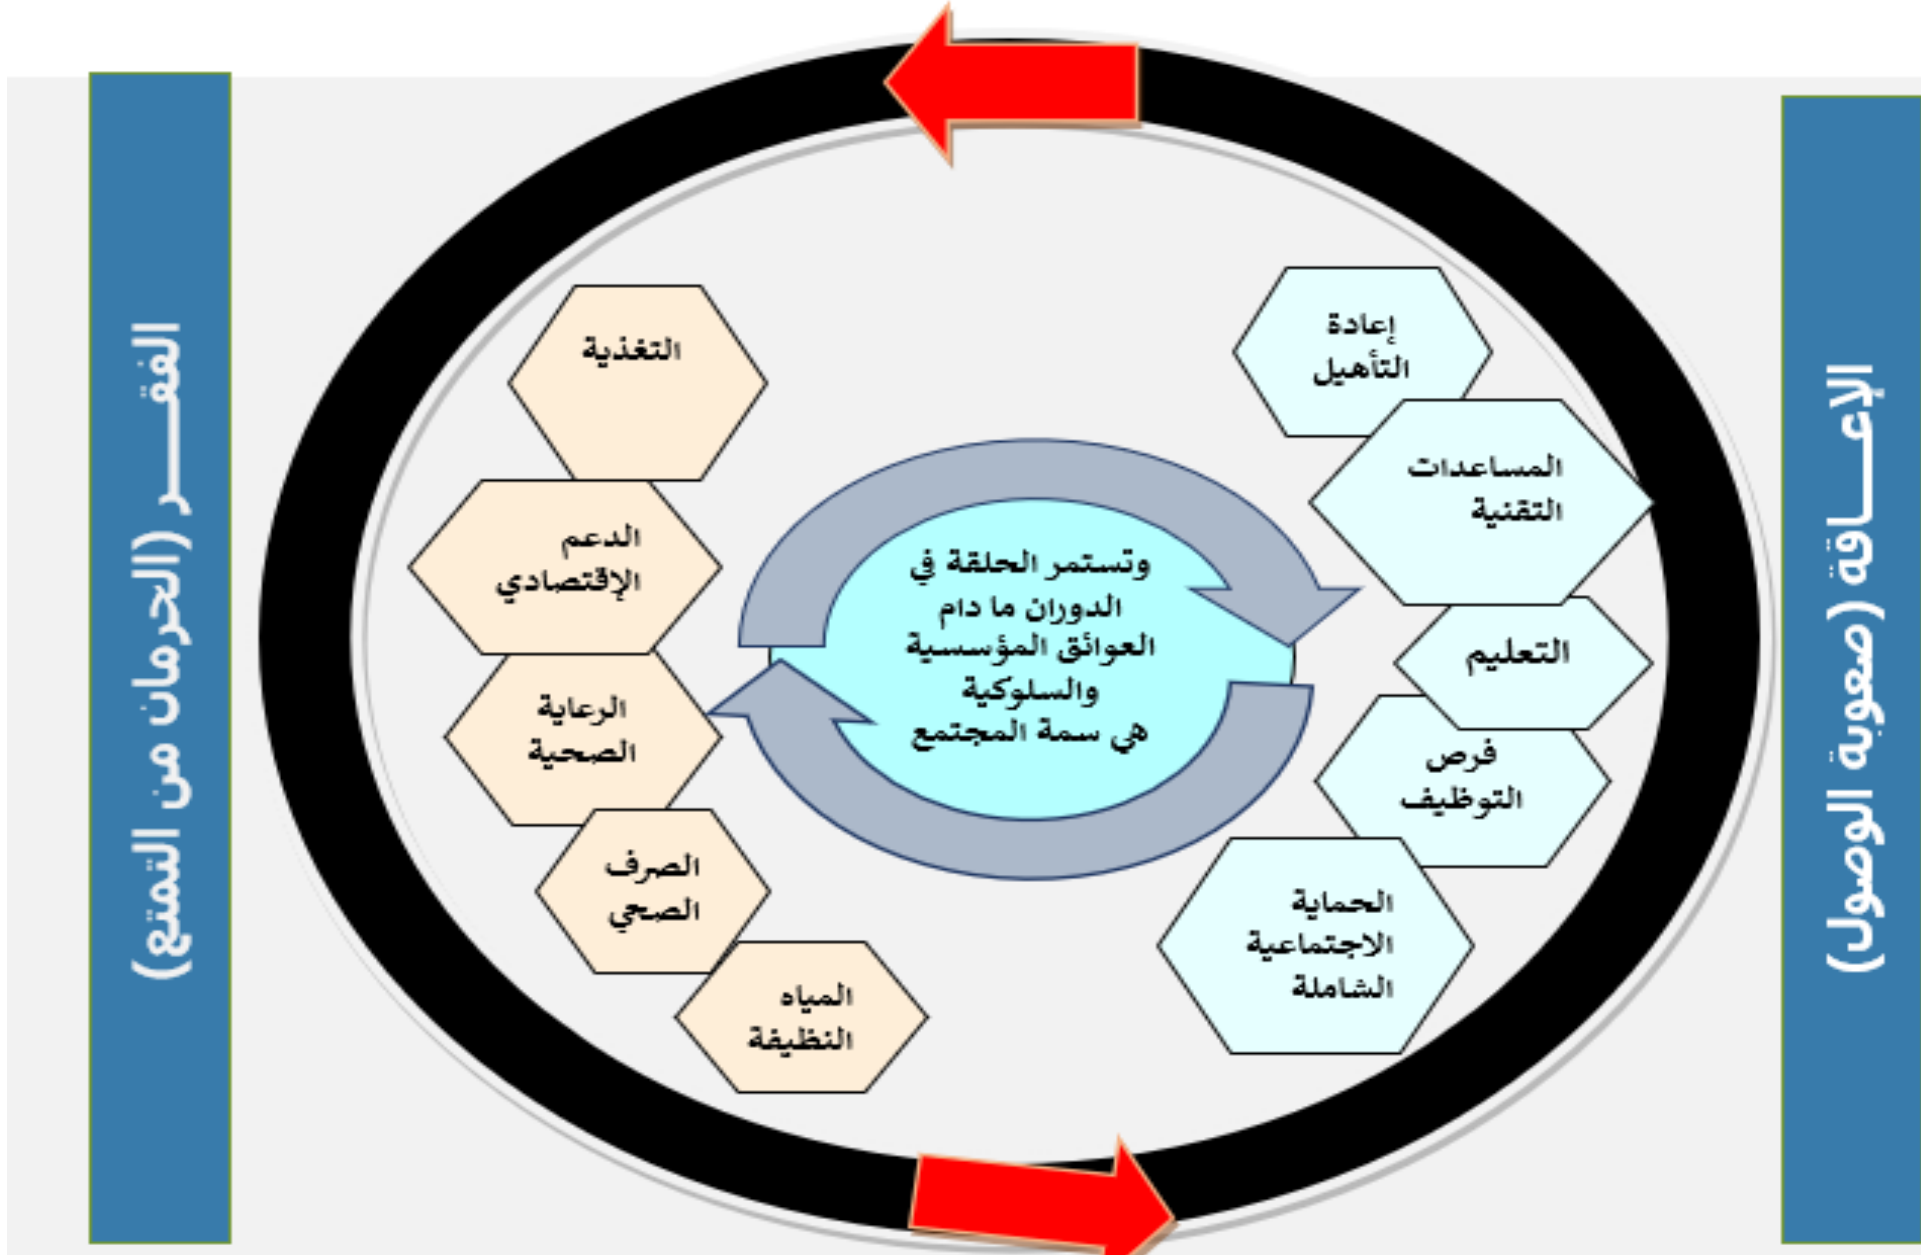 الإعـــاقة (صعوبة الوصول)
إعادة
التأهيل
المساعدات
التقنية
التعليم
فرص
التوظيف
الحماية
الاجتماعية
الشاملة
وتستمر الحلقة في
الدوران ما دام
العوائق المؤسسية
والسلوكية
هي سمة المجتمع
التغذية
الدعم
الإقتصادي
الرعاية
الصحية
الصرف
الصحي
المياه
النظيفة
الفقـــــر (الحرمان من التمتع)